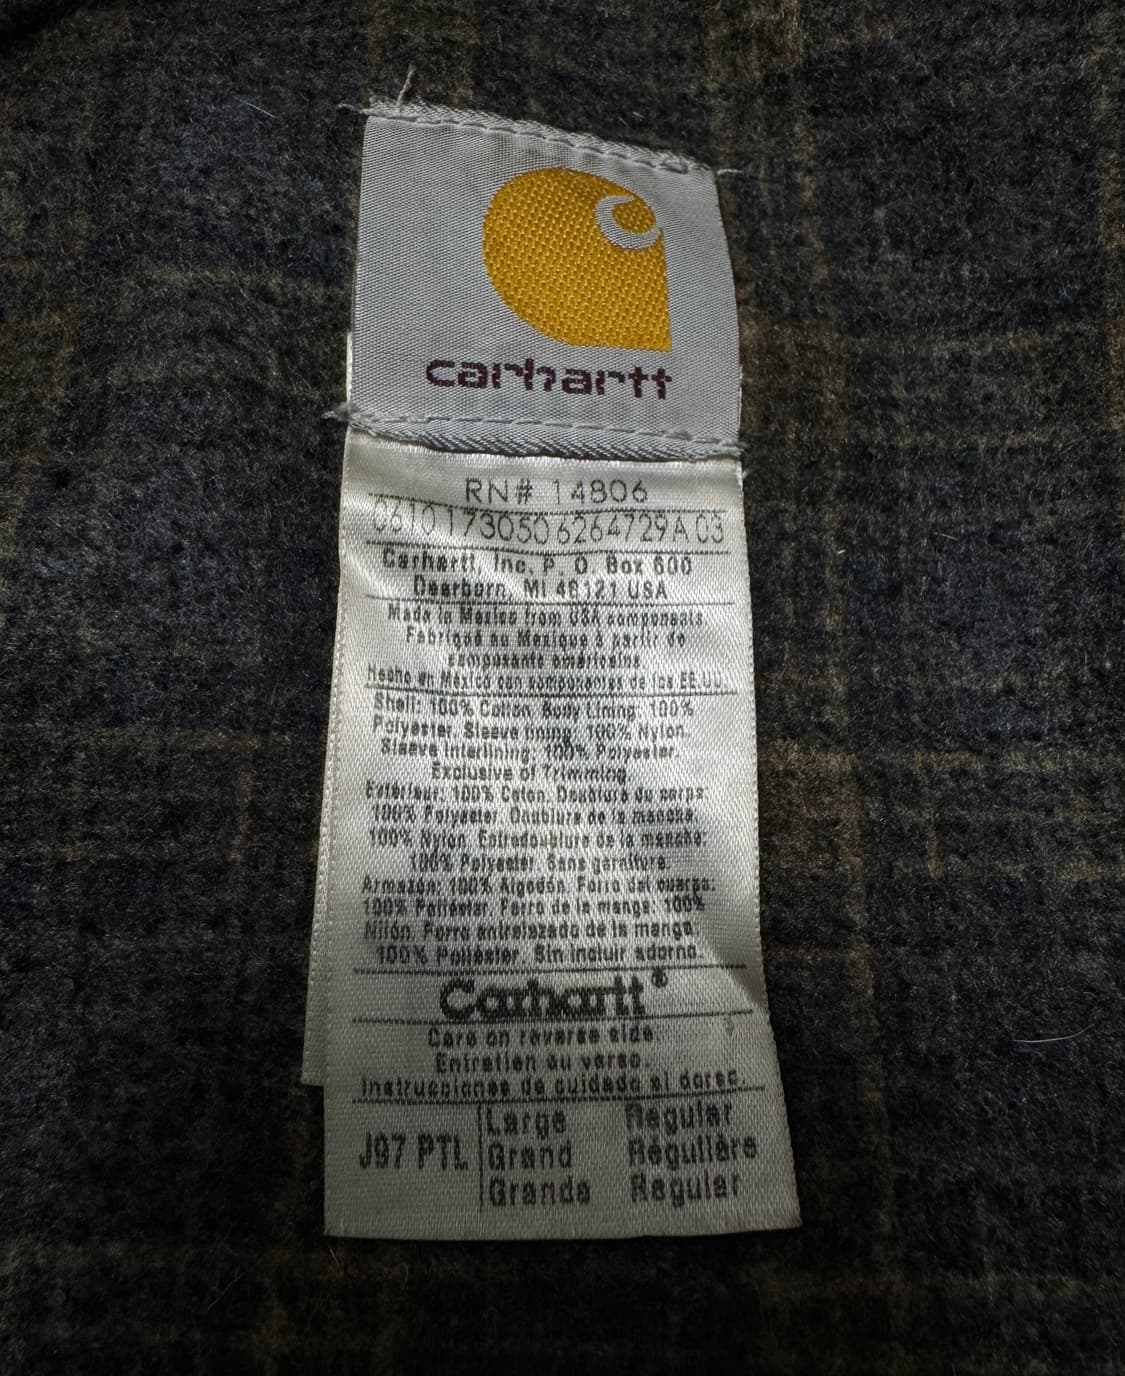 carhartt
RN# 14806
0610 173050 6264729A 03
Carhartt, Inc. P. O. Box 600
Dearborn, MI 48121 USA
Made in Mexico from USA components
Fabriqué au Mexique à partir de
composants américains
Hecho en México con componentes de los EE.UU.
Shell: 100% Cotton. Body Lining: 100%
Polyester. Sleeve lining: 100% Nylon.
Sleeve Interlining: 100% Polyester.
Exclusive of Trimming.
Extérieur: 100% Coton. Doublure de corps:
100% Polyester. Doublure de la manche:
100% Nylon. Entredoublure de la manche:
100% Polyester. Sans garniture.
Armazón: 100% Algodón. Forro del cuerpo:
100% Poliéster. Forro de la manga: 100%
Nilón. Forro entrelazado de la manga:
100% Poliéster. Sin incluir adorno.
Carhartt®
Care on reverse side.
Entretien au verso.
Instrucciones de cuidado al dorso.
J97 PTL Large Regular
Grand Régulière
Grande Regular